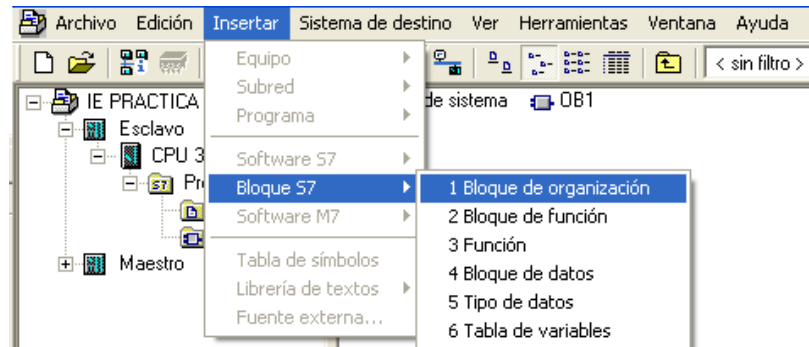 Archivo Edición Insertar Sistema de destino Ver Herramientas Ventana Ayuda
< sin filtro >
IE PRACTICA
Esclavo
CPU 3
S7 Pr
Maestro
Equipo
Subred
Programa
Software S7
Bloque S7
Software M7
Tabla de símbolos
Librería de textos
Fuente externa...
de sistema OB1
1 Bloque de organización
2 Bloque de función
3 Función
4 Bloque de datos
5 Tipo de datos
6 Tabla de variables